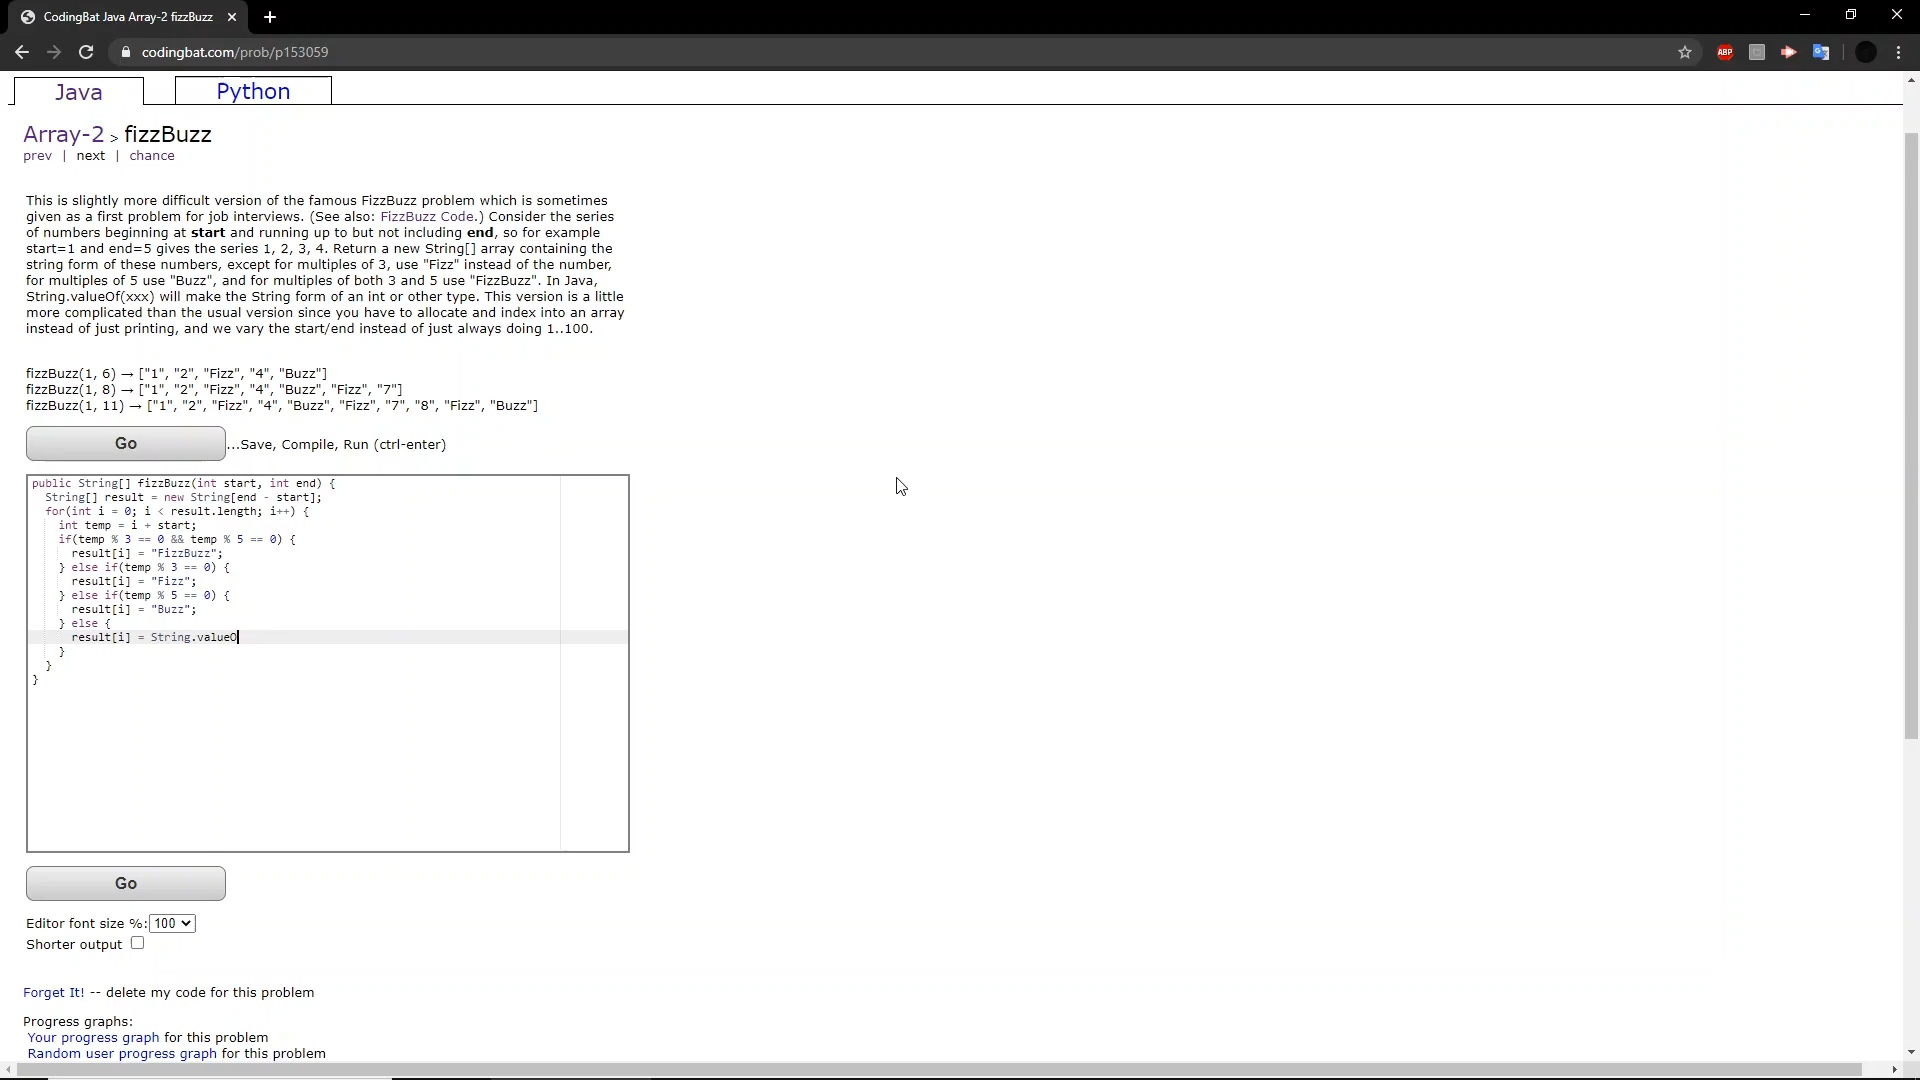 CodingBat Java Array-2 fizzBuzz
codingbat.com/prob/p153059
ABP
Java
Python
Array-2 > fizzBuzz
prev | next | chance
This is slightly more difficult version of the famous FizzBuzz problem which is sometimes
given as a first problem for job interviews. (See also: FizzBuzz Code.) Consider the series
of numbers beginning at start and running up to but not including end, so for example
start=1 and end=5 gives the series 1, 2, 3, 4. Return a new String[] array containing the
string form of these numbers, except for multiples of 3, use "Fizz" instead of the number,
for multiples of 5 use "Buzz", and for multiples of both 3 and 5 use "FizzBuzz". In Java,
String.valueOf(xxx) will make the String form of an int or other type. This version is a little
more complicated than the usual version since you have to allocate and index into an array
instead of just printing, and we vary the start/end instead of just always doing 1..100.
fizzBuzz(1, 6) → ["1", "2", "Fizz", "4", "Buzz"]
fizzBuzz(1, 8) → ["1", "2", "Fizz", "4", "Buzz", "Fizz", "7"]
fizzBuzz(1, 11) → ["1", "2", "Fizz", "4", "Buzz", "Fizz", "7", "8", "Fizz", "Buzz"]
Go ...Save, Compile, Run (ctrl-enter)
public String[] fizzBuzz(int start, int end) {
String[] result = new String[end - start];
for(int i = 0; i < result.length; i++) {
int temp = i + start;
if(temp % 3 == 0 && temp % 5 == 0) {
result[i] = "FizzBuzz";
} else if(temp % 3 == 0) {
result[i] = "Fizz";
} else if(temp % 5 == 0) {
result[i] = "Buzz";
} else {
result[i] = String.valueO
}
}
}
Go
Editor font size %: 100
Shorter output
Forget It! -- delete my code for this problem
Progress graphs:
Your progress graph for this problem
Random user progress graph for this problem